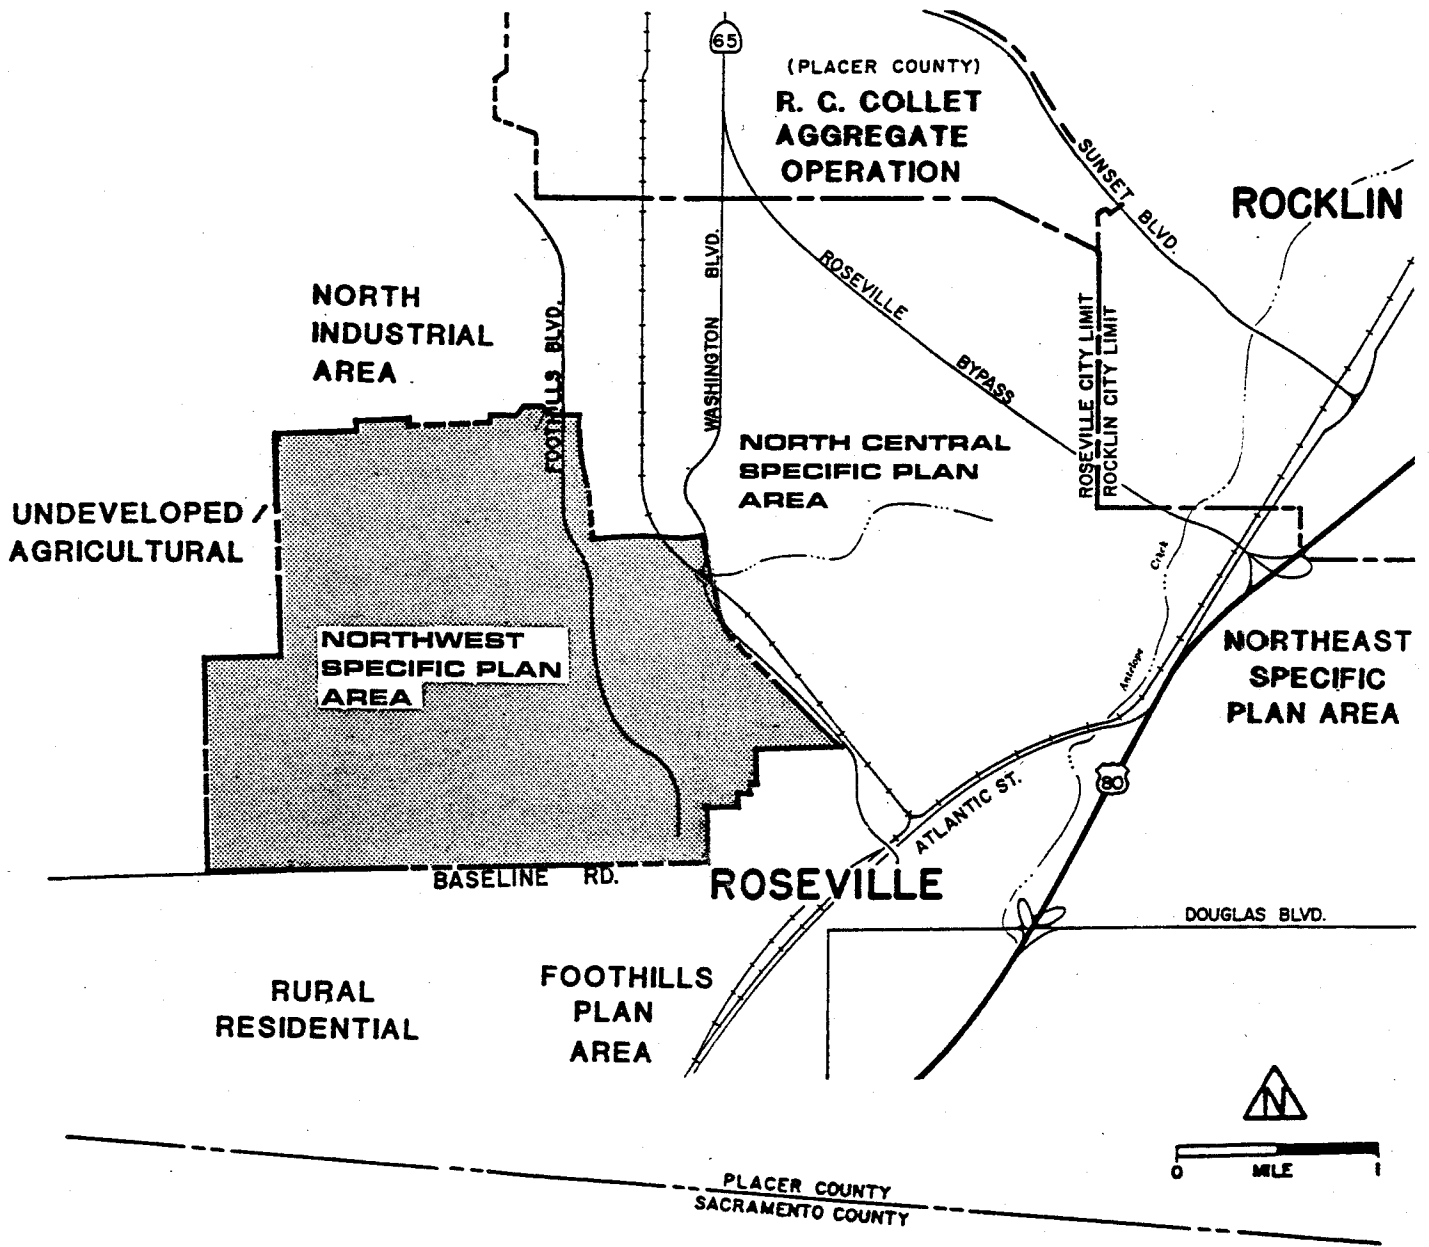 65
(PLACER COUNTY)
R. C. COLLET
AGGREGATE
OPERATION
SUNSET BLVD.
ROCKLIN
WASHINGTON BLVD.
ROSEVILLE
BYPASS
ROSEVILLE CITY LIMIT
ROCKLIN CITY LIMIT
NORTH
INDUSTRIAL
AREA
FOOTHILLS BLVD.
NORTH CENTRAL
SPECIFIC PLAN
AREA
UNDEVELOPED /
AGRICULTURAL
Antelope Creek
NORTHWEST
SPECIFIC PLAN
AREA
NORTHEAST
SPECIFIC
PLAN AREA
80
ATLANTIC ST.
BASELINE RD.
ROSEVILLE
DOUGLAS BLVD.
RURAL
RESIDENTIAL
FOOTHILLS
PLAN
AREA
N
0 MILE 1
PLACER COUNTY
SACRAMENTO COUNTY